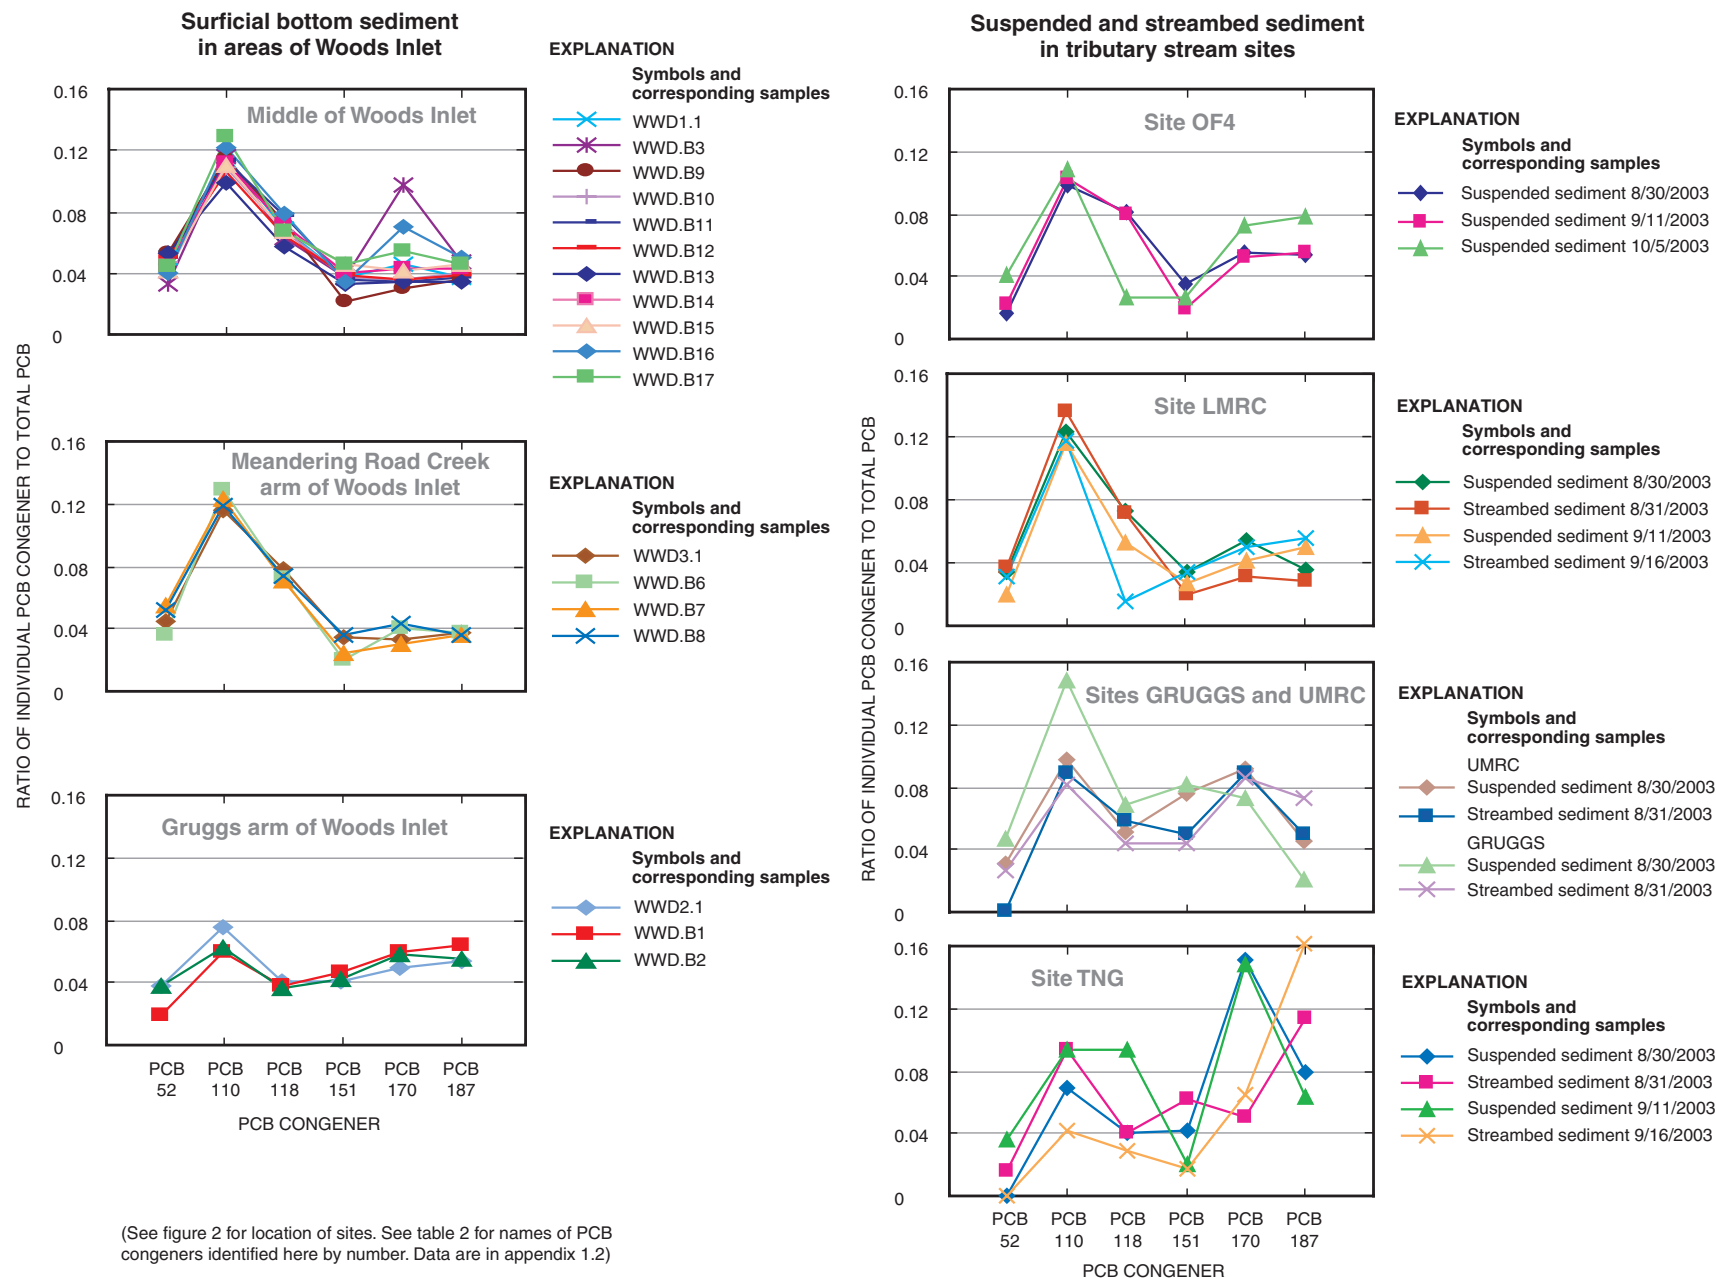 Surficial bottom sediment
in areas of Woods Inlet
RATIO OF INDIVIDUAL PCB CONGENER TO TOTAL PCB
0.16
0.12
0.08
0.04
0
Middle of Woods Inlet
EXPLANATION
Symbols and
corresponding samples
WWD1.1
WWD.B3
WWD.B9
WWD.B10
WWD.B11
WWD.B12
WWD.B13
WWD.B14
WWD.B15
WWD.B16
WWD.B17
0.16
0.12
0.08
0.04
0
Meandering Road Creek
arm of Woods Inlet
EXPLANATION
Symbols and
corresponding samples
WWD3.1
WWD.B6
WWD.B7
WWD.B8
0.16
0.12
0.08
0.04
0
Gruggs arm of Woods Inlet
EXPLANATION
Symbols and
corresponding samples
WWD2.1
WWD.B1
WWD.B2
PCB PCB PCB PCB PCB PCB
52 110 118 151 170 187
PCB CONGENER
(See figure 2 for location of sites. See table 2 for names of PCB
congeners identified here by number. Data are in appendix 1.2)
Suspended and streambed sediment
in tributary stream sites
RATIO OF INDIVIDUAL PCB CONGENER TO TOTAL PCB
0.16
0.12
0.08
0.04
0
Site OF4
EXPLANATION
Symbols and
corresponding samples
Suspended sediment 8/30/2003
Suspended sediment 9/11/2003
Suspended sediment 10/5/2003
0.16
0.12
0.08
0.04
0
Site LMRC
EXPLANATION
Symbols and
corresponding samples
Suspended sediment 8/30/2003
Streambed sediment 8/31/2003
Suspended sediment 9/11/2003
Streambed sediment 9/16/2003
0.16
0.12
0.08
0.04
0
Sites GRUGGS and UMRC
EXPLANATION
Symbols and
corresponding samples
UMRC
Suspended sediment 8/30/2003
Streambed sediment 8/31/2003
GRUGGS
Suspended sediment 8/30/2003
Streambed sediment 8/31/2003
0.16
0.12
0.08
0.04
0
Site TNG
EXPLANATION
Symbols and
corresponding samples
Suspended sediment 8/30/2003
Streambed sediment 8/31/2003
Suspended sediment 9/11/2003
Streambed sediment 9/16/2003
PCB PCB PCB PCB PCB PCB
52 110 118 151 170 187
PCB CONGENER